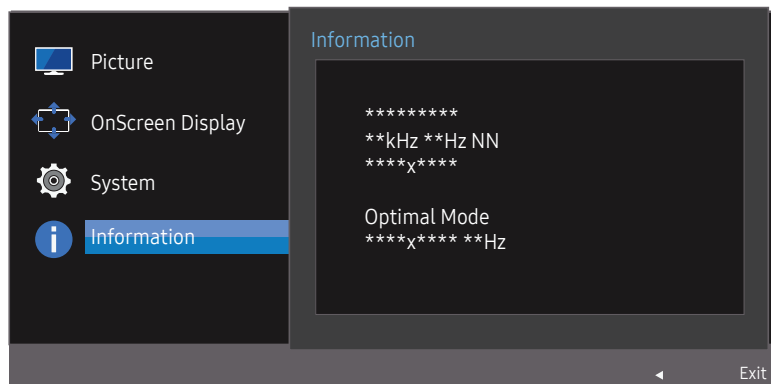 Picture
OnScreen Display
System
Information
Information
*********
**kHz **Hz NN
****x****
Optimal Mode
****x**** **Hz
Exit